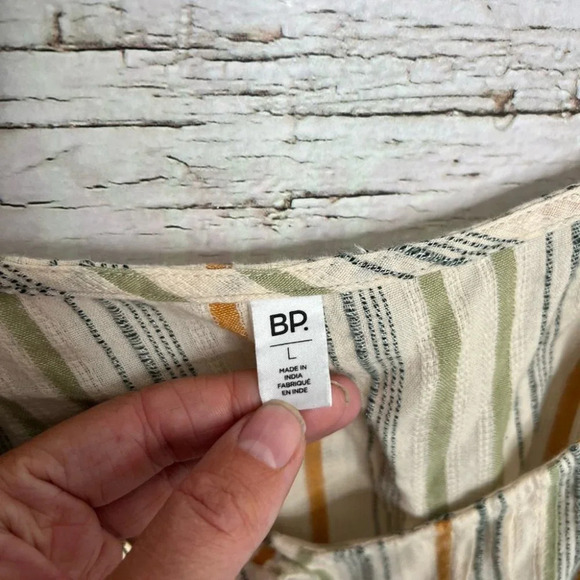 BP.
L
MADE IN
INDIA
FABRIQUÉ
EN INDE